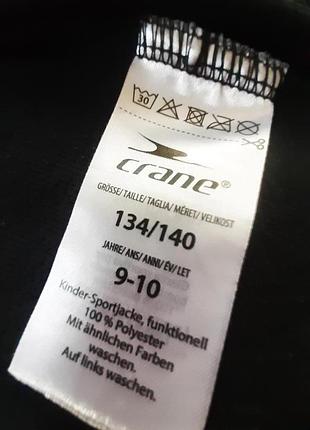 30
crane®
GRÖSSE/TAILLE/TAGLIA/MÉRET/VELIKOST
134/140
JAHRE/ANS/ANNI/ÉV/LET
9-10
Kinder-Sportjacke, funktionell
100 % Polyester
Mit ähnlichen Farben
waschen.
Auf links waschen.